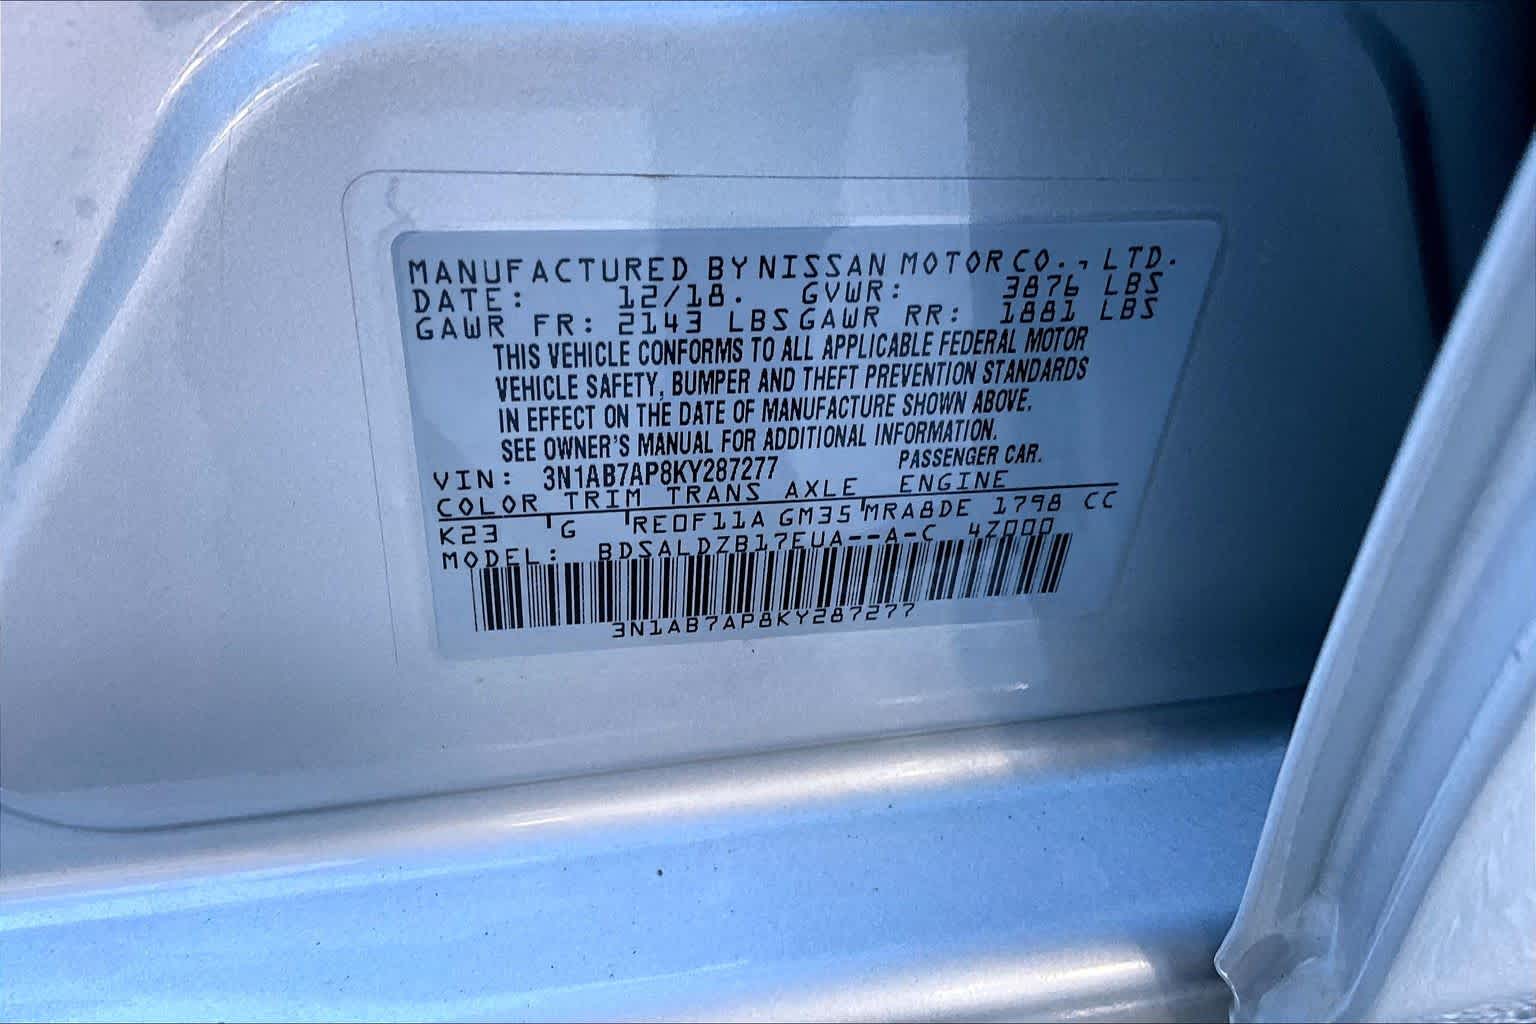 MANUFACTURED BY NISSAN MOTOR CO., LTD.
DATE: 12/18. GVWR: 3876 LBS
GAWR FR: 2143 LBS GAWR RR: 1881 LBS
THIS VEHICLE CONFORMS TO ALL APPLICABLE FEDERAL MOTOR
VEHICLE SAFETY, BUMPER AND THEFT PREVENTION STANDARDS
IN EFFECT ON THE DATE OF MANUFACTURE SHOWN ABOVE.
SEE OWNER'S MANUAL FOR ADDITIONAL INFORMATION.
VIN: 3N1AB7AP8KY287277 PASSENGER CAR.
COLOR TRIM TRANS AXLE ENGINE
K23 G RE0F11A GM35 MRA8DE 1798 CC
MODEL: BDSALDZB17EUA--A-C 4Z000
3N1AB7AP8KY287277